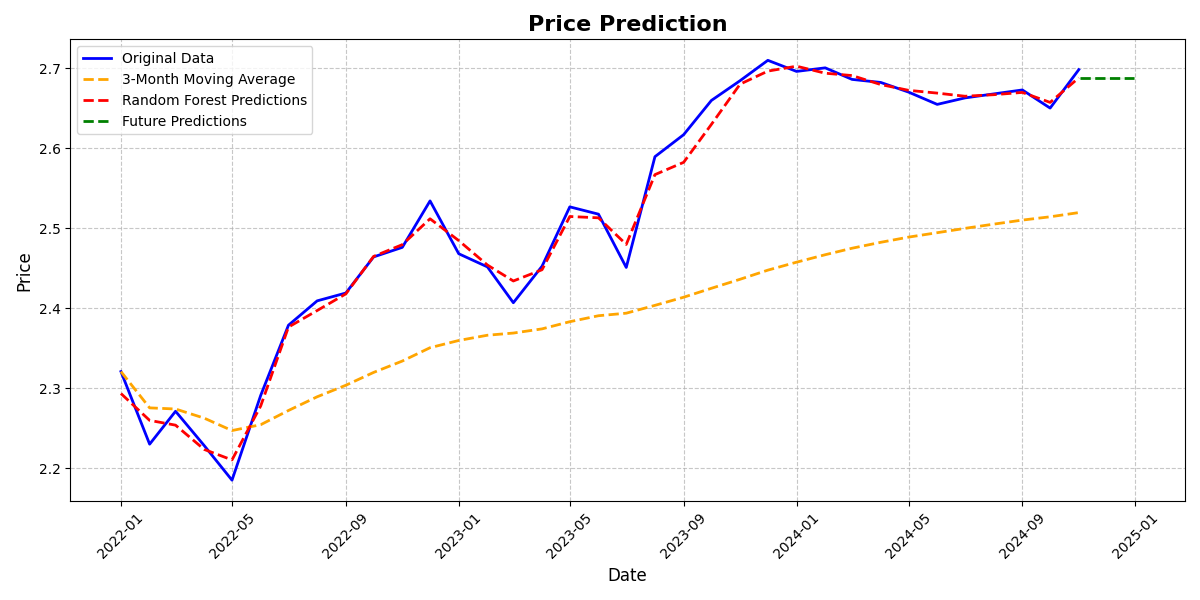 Price Prediction
Original Data
3-Month Moving Average
Random Forest Predictions
Future Predictions
Price
2.7
2.6
2.5
2.4
2.3
2.2
2022-01
2022-05
2022-09
2023-01
2023-05
2023-09
2024-01
2024-05
2024-09
2025-01
Date